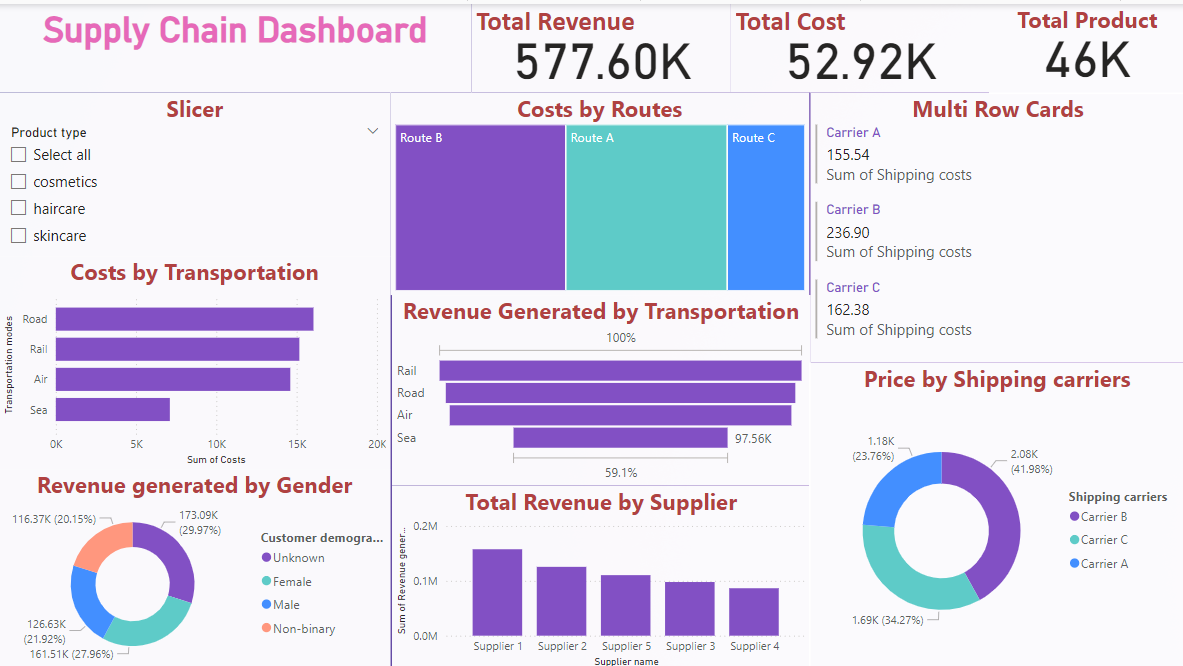 Supply Chain Dashboard
Total Revenue
577.60K
Total Cost
52.92K
Total Product
46K
Slicer
Product type
Select all
cosmetics
haircare
skincare
Costs by Routes
Route B
Route A
Route C
Multi Row Cards
Carrier A
155.54
Sum of Shipping costs
Carrier B
236.90
Sum of Shipping costs
Carrier C
162.38
Sum of Shipping costs
Costs by Transportation
Transportation modes
Road
Rail
Air
Sea
0K 5K 10K 15K 20K
Sum of Costs
Revenue Generated by Transportation
100%
Rail
Road
Air
Sea
97.56K
59.1%
Price by Shipping carriers
1.18K
(23.76%)
2.08K
(41.98%)
1.69K (34.27%)
Shipping carriers
Carrier B
Carrier C
Carrier A
Revenue generated by Gender
116.37K (20.15%)
173.09K
(29.97%)
126.63K
(21.92%)
161.51K (27.96%)
Customer demogra...
Unknown
Female
Male
Non-binary
Total Revenue by Supplier
Sum of Revenue gener...
0.2M
0.1M
0.0M
Supplier 1 Supplier 2 Supplier 5 Supplier 3 Supplier 4
Supplier name